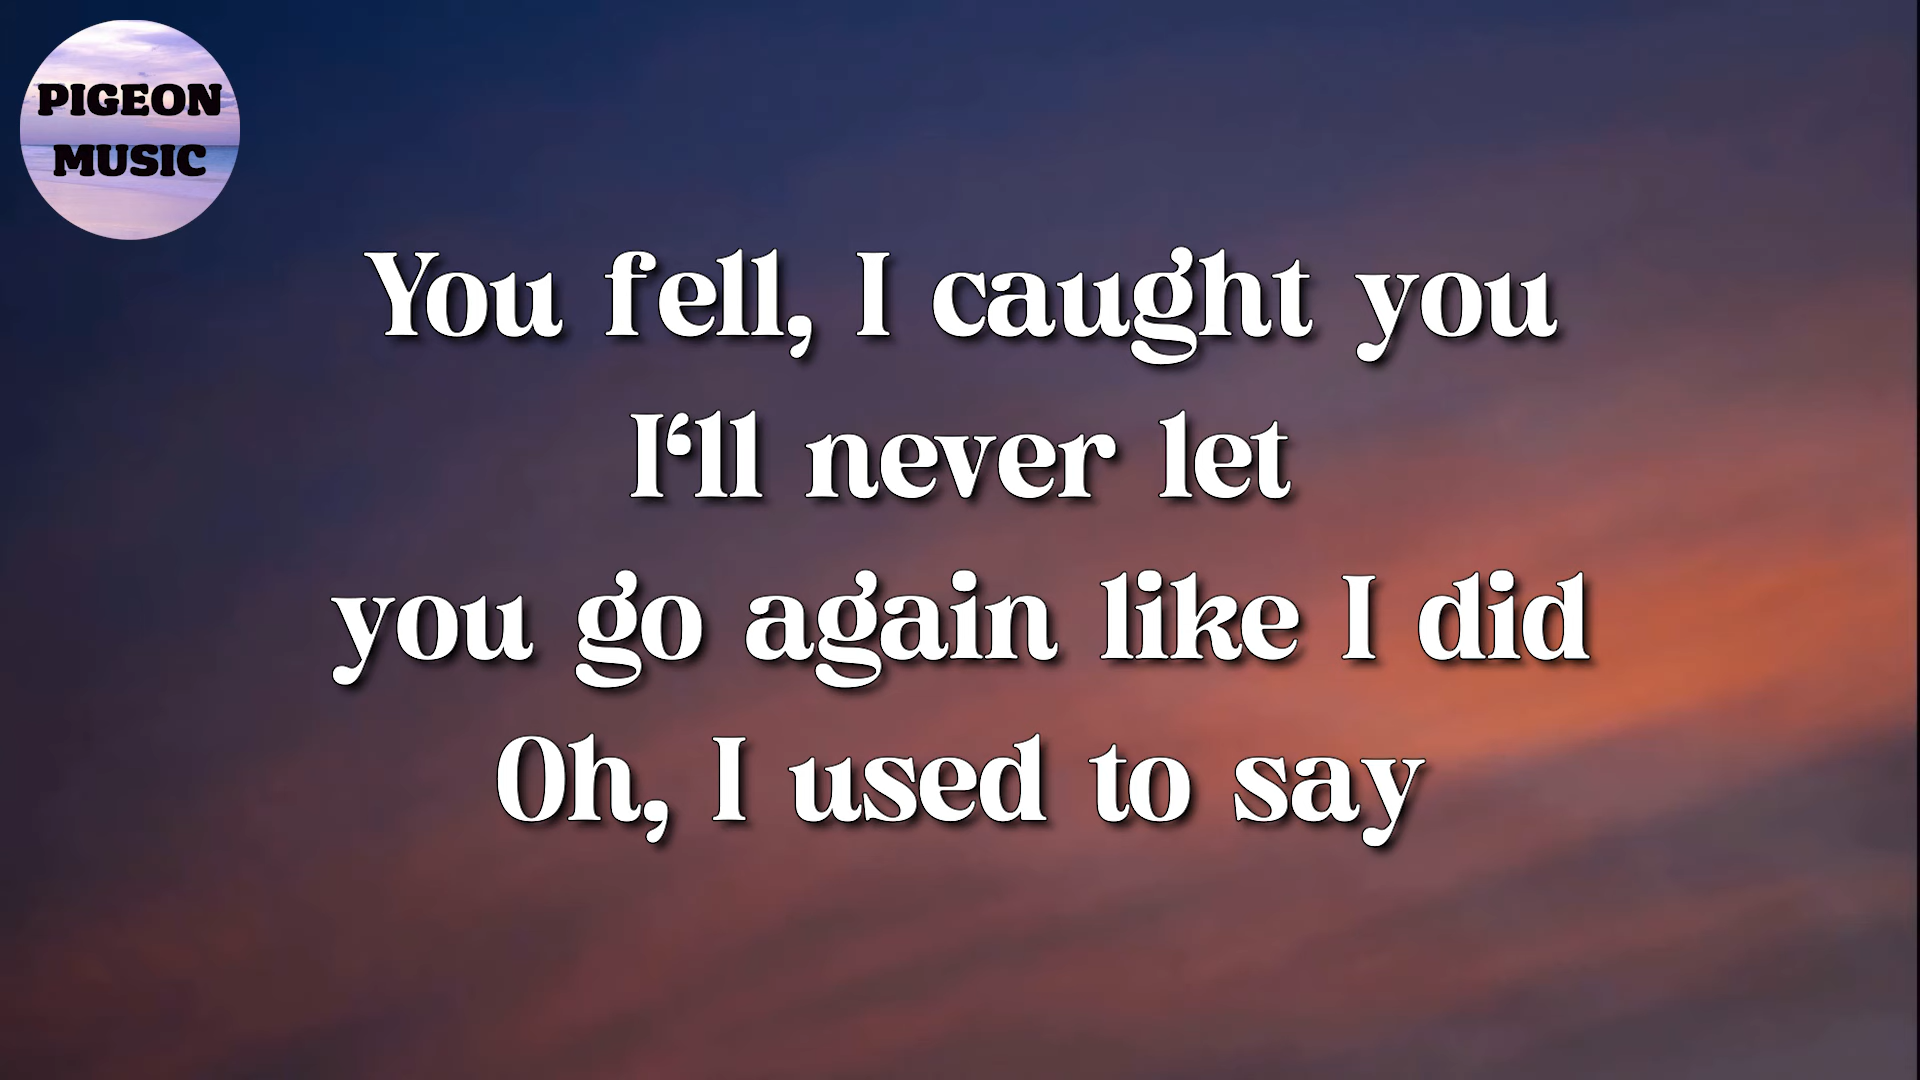 PIGEON
MUSIC
You fell, I caught you
I‘ll never let
you go again like I did
Oh, I used to say